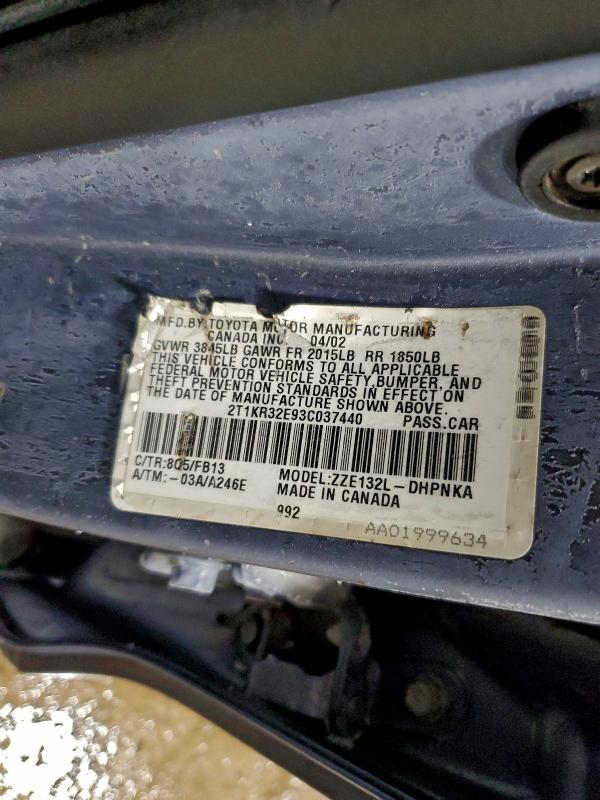 MFD.BY:TOYOTA MOTOR MANUFACTURING
CANADA INC. 04/02
GVWR 3845LB GAWR FR 2015LB RR 1850LB
THIS VEHICLE CONFORMS TO ALL APPLICABLE
FEDERAL MOTOR VEHICLE SAFETY,BUMPER, AND
THEFT PREVENTION STANDARDS IN EFFECT ON
THE DATE OF MANUFACTURE SHOWN ABOVE.
2T1KR32E93C037440 PASS.CAR
C/TR:8Q5/FB13 MODEL:ZZE132L-DHPNKA
A/TM:-03A/A246E MADE IN CANADA
992
AA01999634